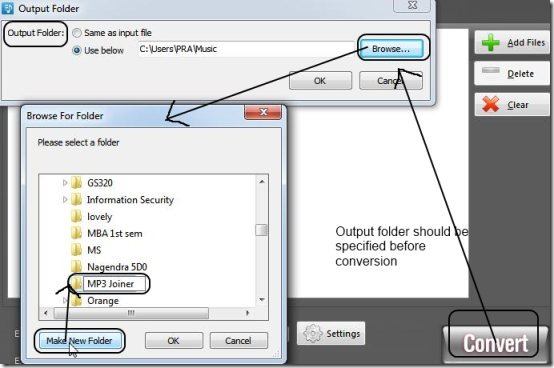 Output Folder
Output Folder:
Same as input file
Use below
C:\Users\PRA\Music
Browse...
OK
Cancel
Add Files
Delete
Clear
Browse For Folder
Please select a folder
GS320
Information Security
lovely
MBA 1st sem
MS
Nagendra 5D0
MP3 Joiner
Orange
Make New Folder
OK
Cancel
Output folder should be
specified before
conversion
Settings
Convert